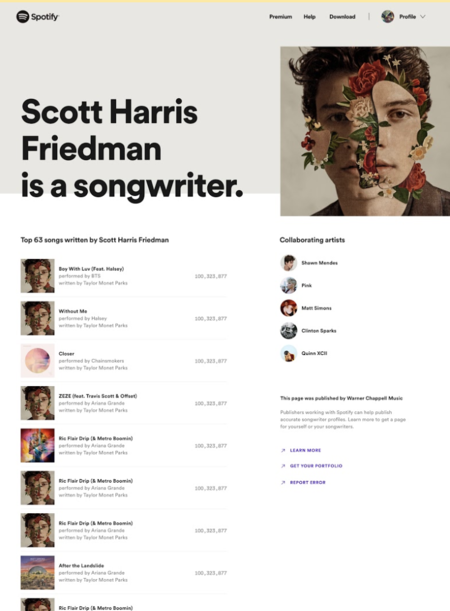 Spotify
Premium Help Download | Profile
Scott Harris
Friedman
is a songwriter.
Top 63 songs written by Scott Harris Friedman
Boy With Luv (Feat. Halsey)
performed by BTS
written by Taylor Monet Parks
100,323,877
Without Me
performed by Halsey
written by Taylor Monet Parks
100,323,877
Closer
performed by Chainsmokers
written by Taylor Monet Parks
100,323,877
ZEZE (feat. Travis Scott & Offset)
performed by Ariana Grande
written by Taylor Monet Parks
100,323,877
Ric Flair Drip (& Metro Boomin)
performed by Ariana Grande
written by Taylor Monet Parks
100,323,877
Ric Flair Drip (& Metro Boomin)
performed by Ariana Grande
written by Taylor Monet Parks
100,323,877
Ric Flair Drip (& Metro Boomin)
performed by Ariana Grande
written by Taylor Monet Parks
100,323,877
After the Landslide
performed by Ariana Grande
written by Taylor Monet Parks
100,323,877
Ric Flair Drip (& Metro Boomin)
Collaborating artists
Shawn Mendes
Pink
Matt Simons
Clinton Sparks
Quinn XCII
This page was published by Warner Chappell Music
Publishers working with Spotify can help publish
accurate songwriter profiles. Learn more to get a page
for yourself or your songwriters.
LEARN MORE
GET YOUR PORTFOLIO
REPORT ERROR